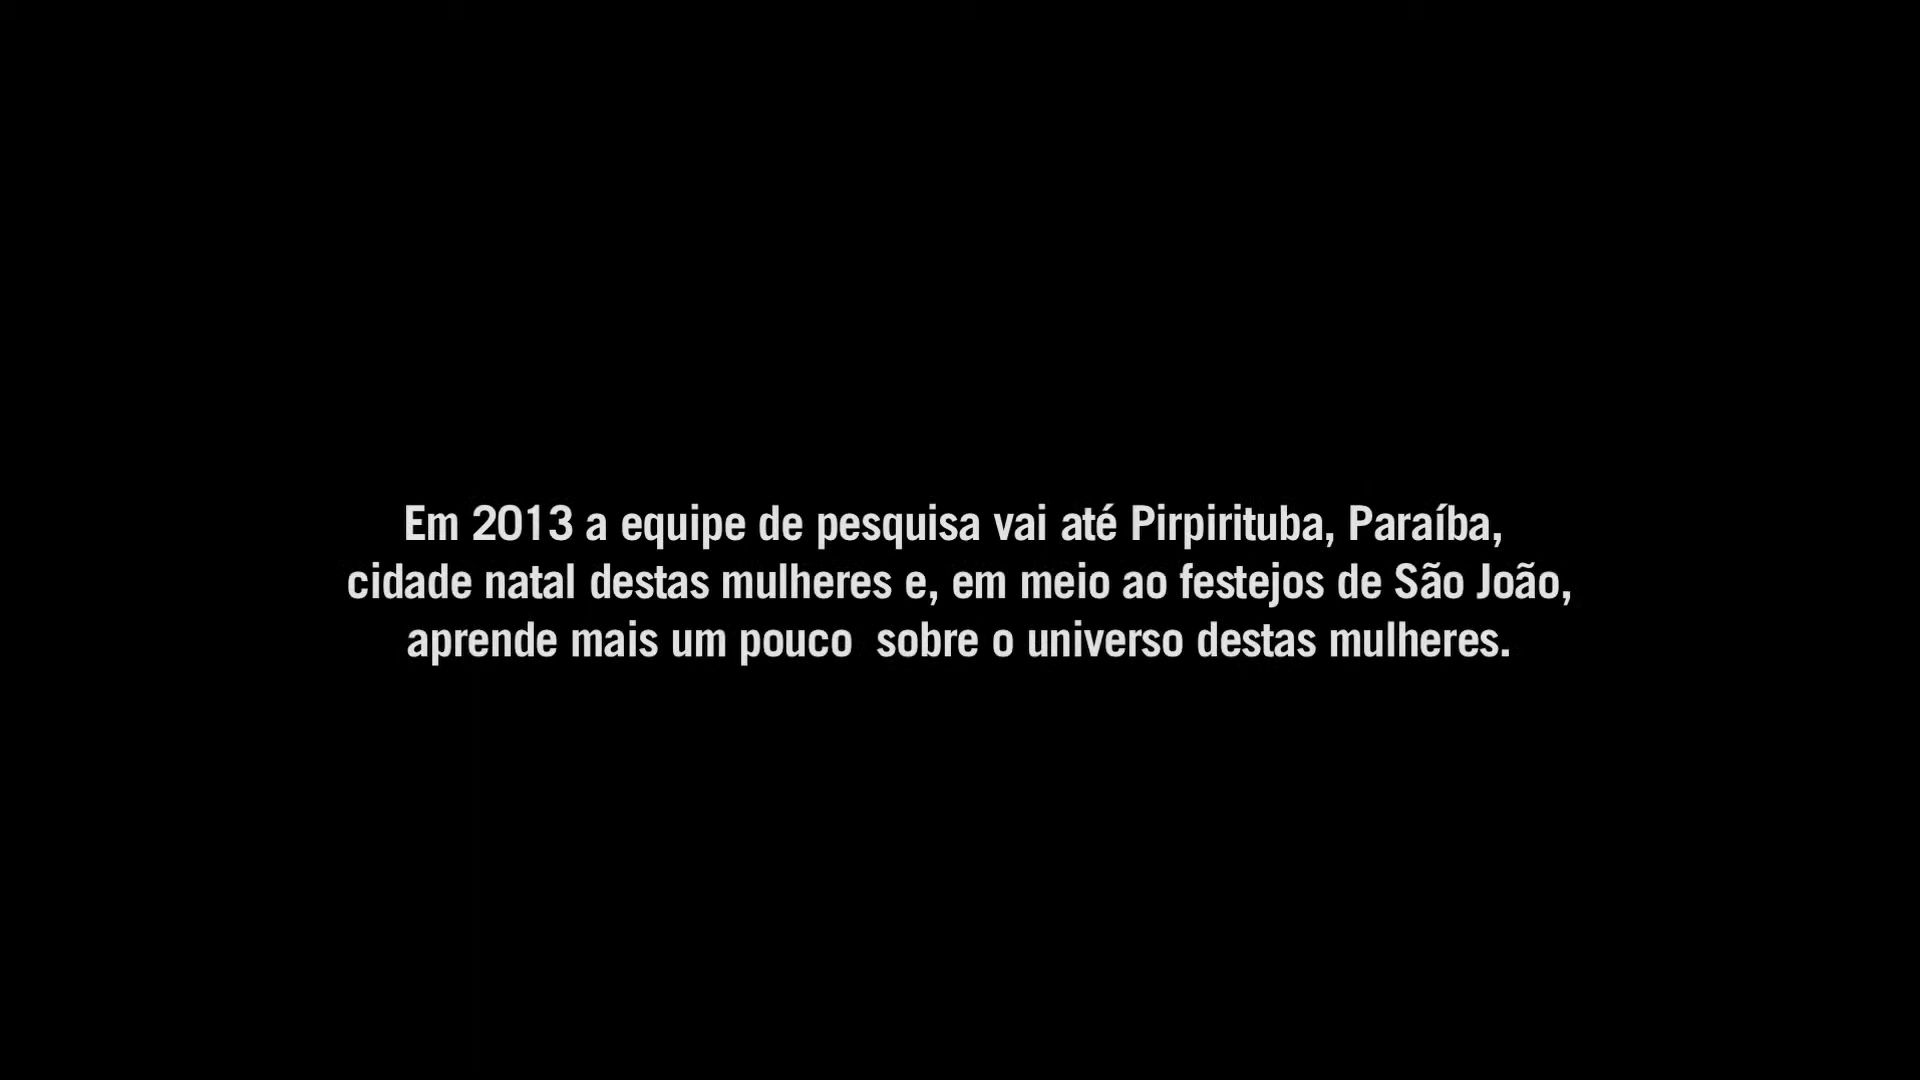 Em 2013 a equipe de pesquisa vai até Pirpirituba, Paraíba,
cidade natal destas mulheres e, em meio ao festejos de São João,
aprende mais um pouco  sobre o universo destas mulheres.